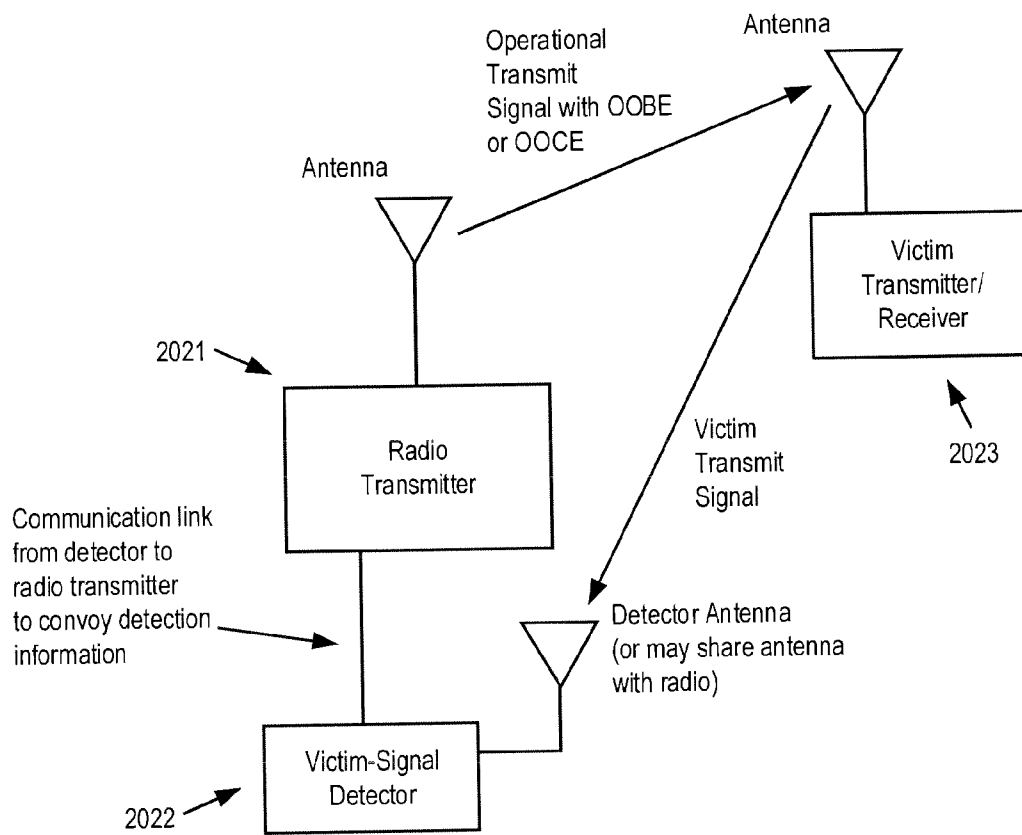 Operational
Transmit
Signal with OOBE
or OOCE
Antenna
Antenna
Victim
Transmitter/
Receiver
2021
2023
Radio
Transmitter
Victim
Transmit
Signal
Communication link
from detector to
radio transmitter
to convoy detection
information
Detector Antenna
(or may share antenna
with radio)
Victim-Signal
Detector
2022